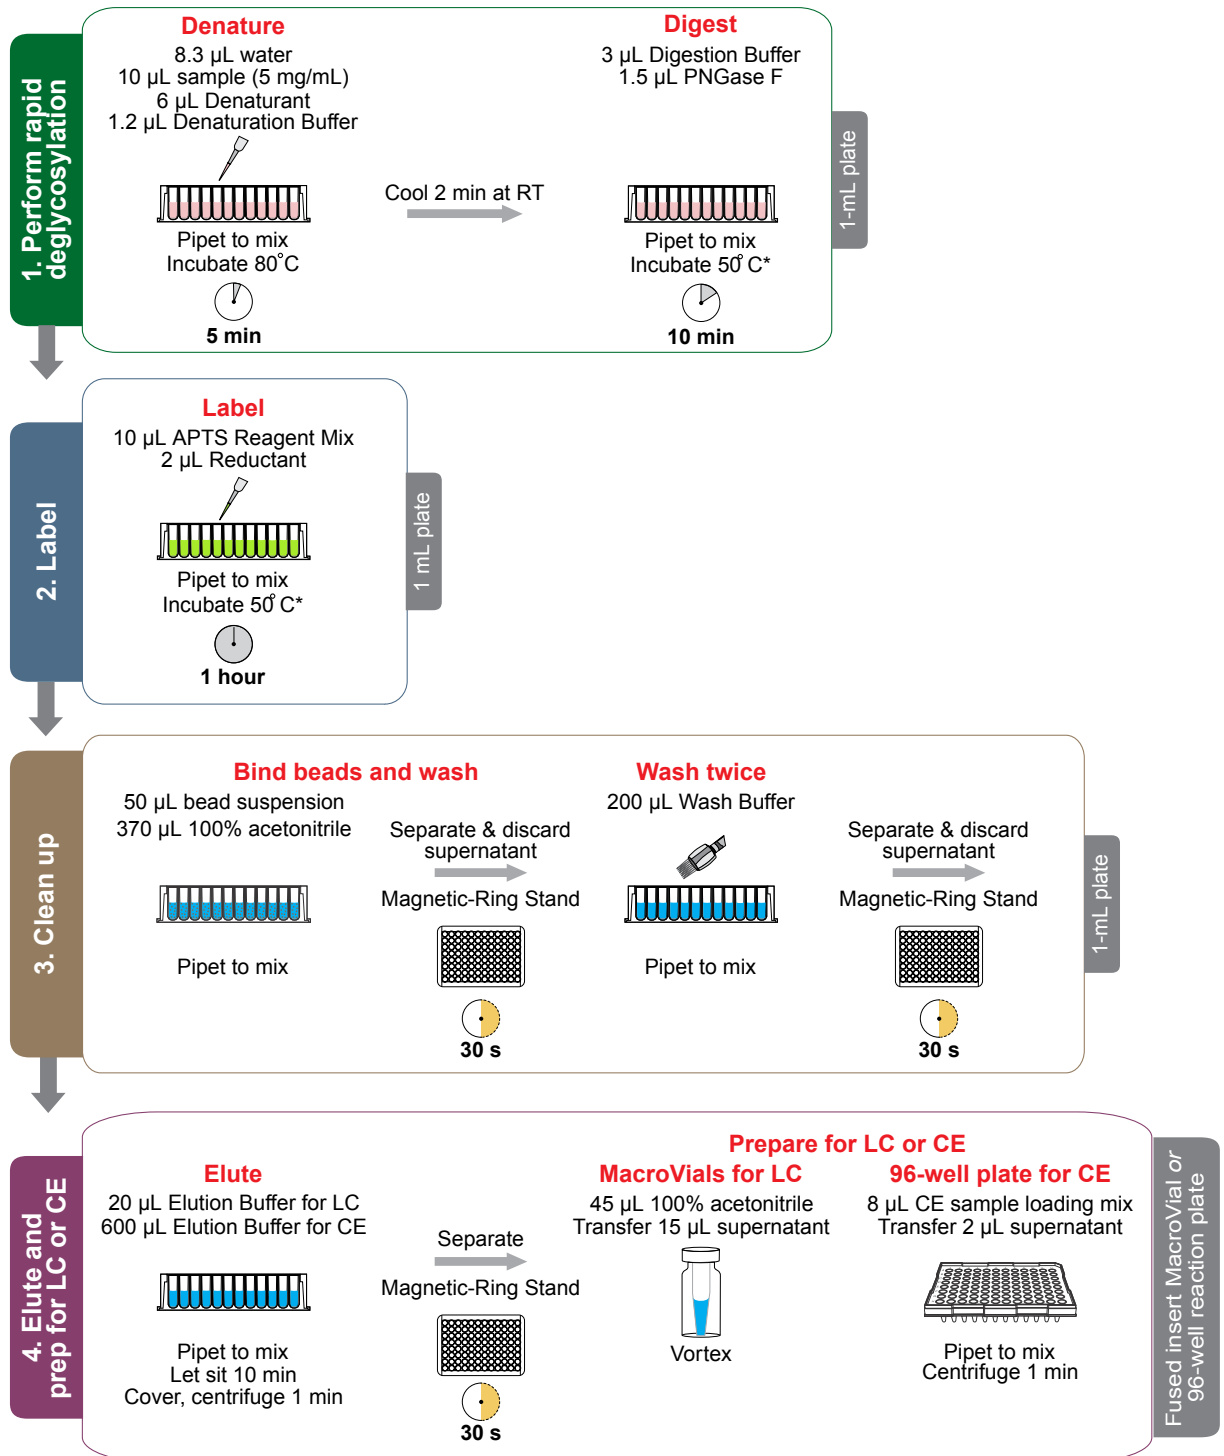 1. Perform rapid
deglycosylation
Denature
8.3 µL water
10 µL sample (5 mg/mL)
6 µL Denaturant
1.2 µL Denaturation Buffer
Pipet to mix
Incubate 80°C
5 min
Cool 2 min at RT
Digest
3 µL Digestion Buffer
1.5 µL PNGase F
Pipet to mix
Incubate 50°C*
10 min
1-mL plate
2. Label
Label
10 µL APTS Reagent Mix
2 µL Reductant
Pipet to mix
Incubate 50°C*
1 hour
1 mL plate
3. Clean up
Bind beads and wash
50 µL bead suspension
370 µL 100% acetonitrile
Pipet to mix
Separate & discard
supernatant
Magnetic-Ring Stand
30 s
Wash twice
200 µL Wash Buffer
Pipet to mix
Separate & discard
supernatant
Magnetic-Ring Stand
30 s
1-mL plate
4. Elute and
prep for LC or CE
Elute
20 µL Elution Buffer for LC
600 µL Elution Buffer for CE
Pipet to mix
Let sit 10 min
Cover, centrifuge 1 min
Separate
Magnetic-Ring Stand
30 s
Prepare for LC or CE
MacroVials for LC
45 µL 100% acetonitrile
Transfer 15 µL supernatant
Vortex
96-well plate for CE
8 µL CE sample loading mix
Transfer 2 µL supernatant
Pipet to mix
Centrifuge 1 min
Fused insert MacroVial or
96-well reaction plate